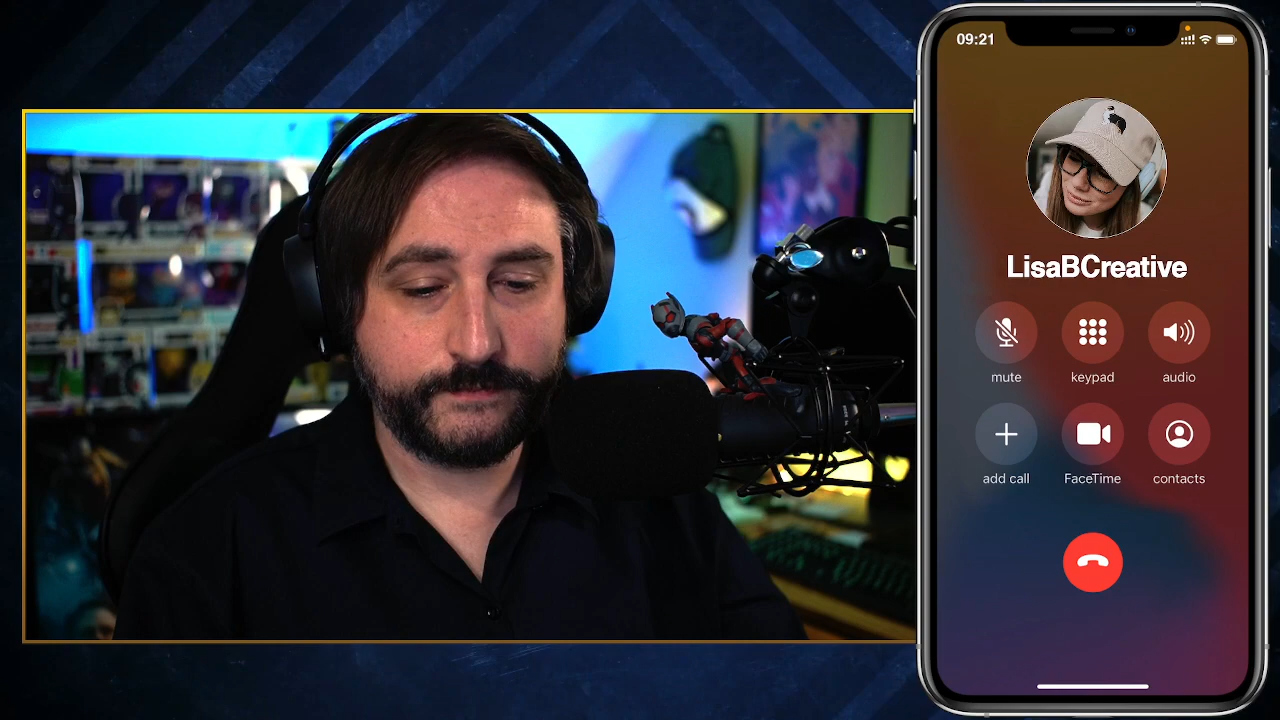 09:21
LisaBCreative
mute
keypad
audio
add call
FaceTime
contacts